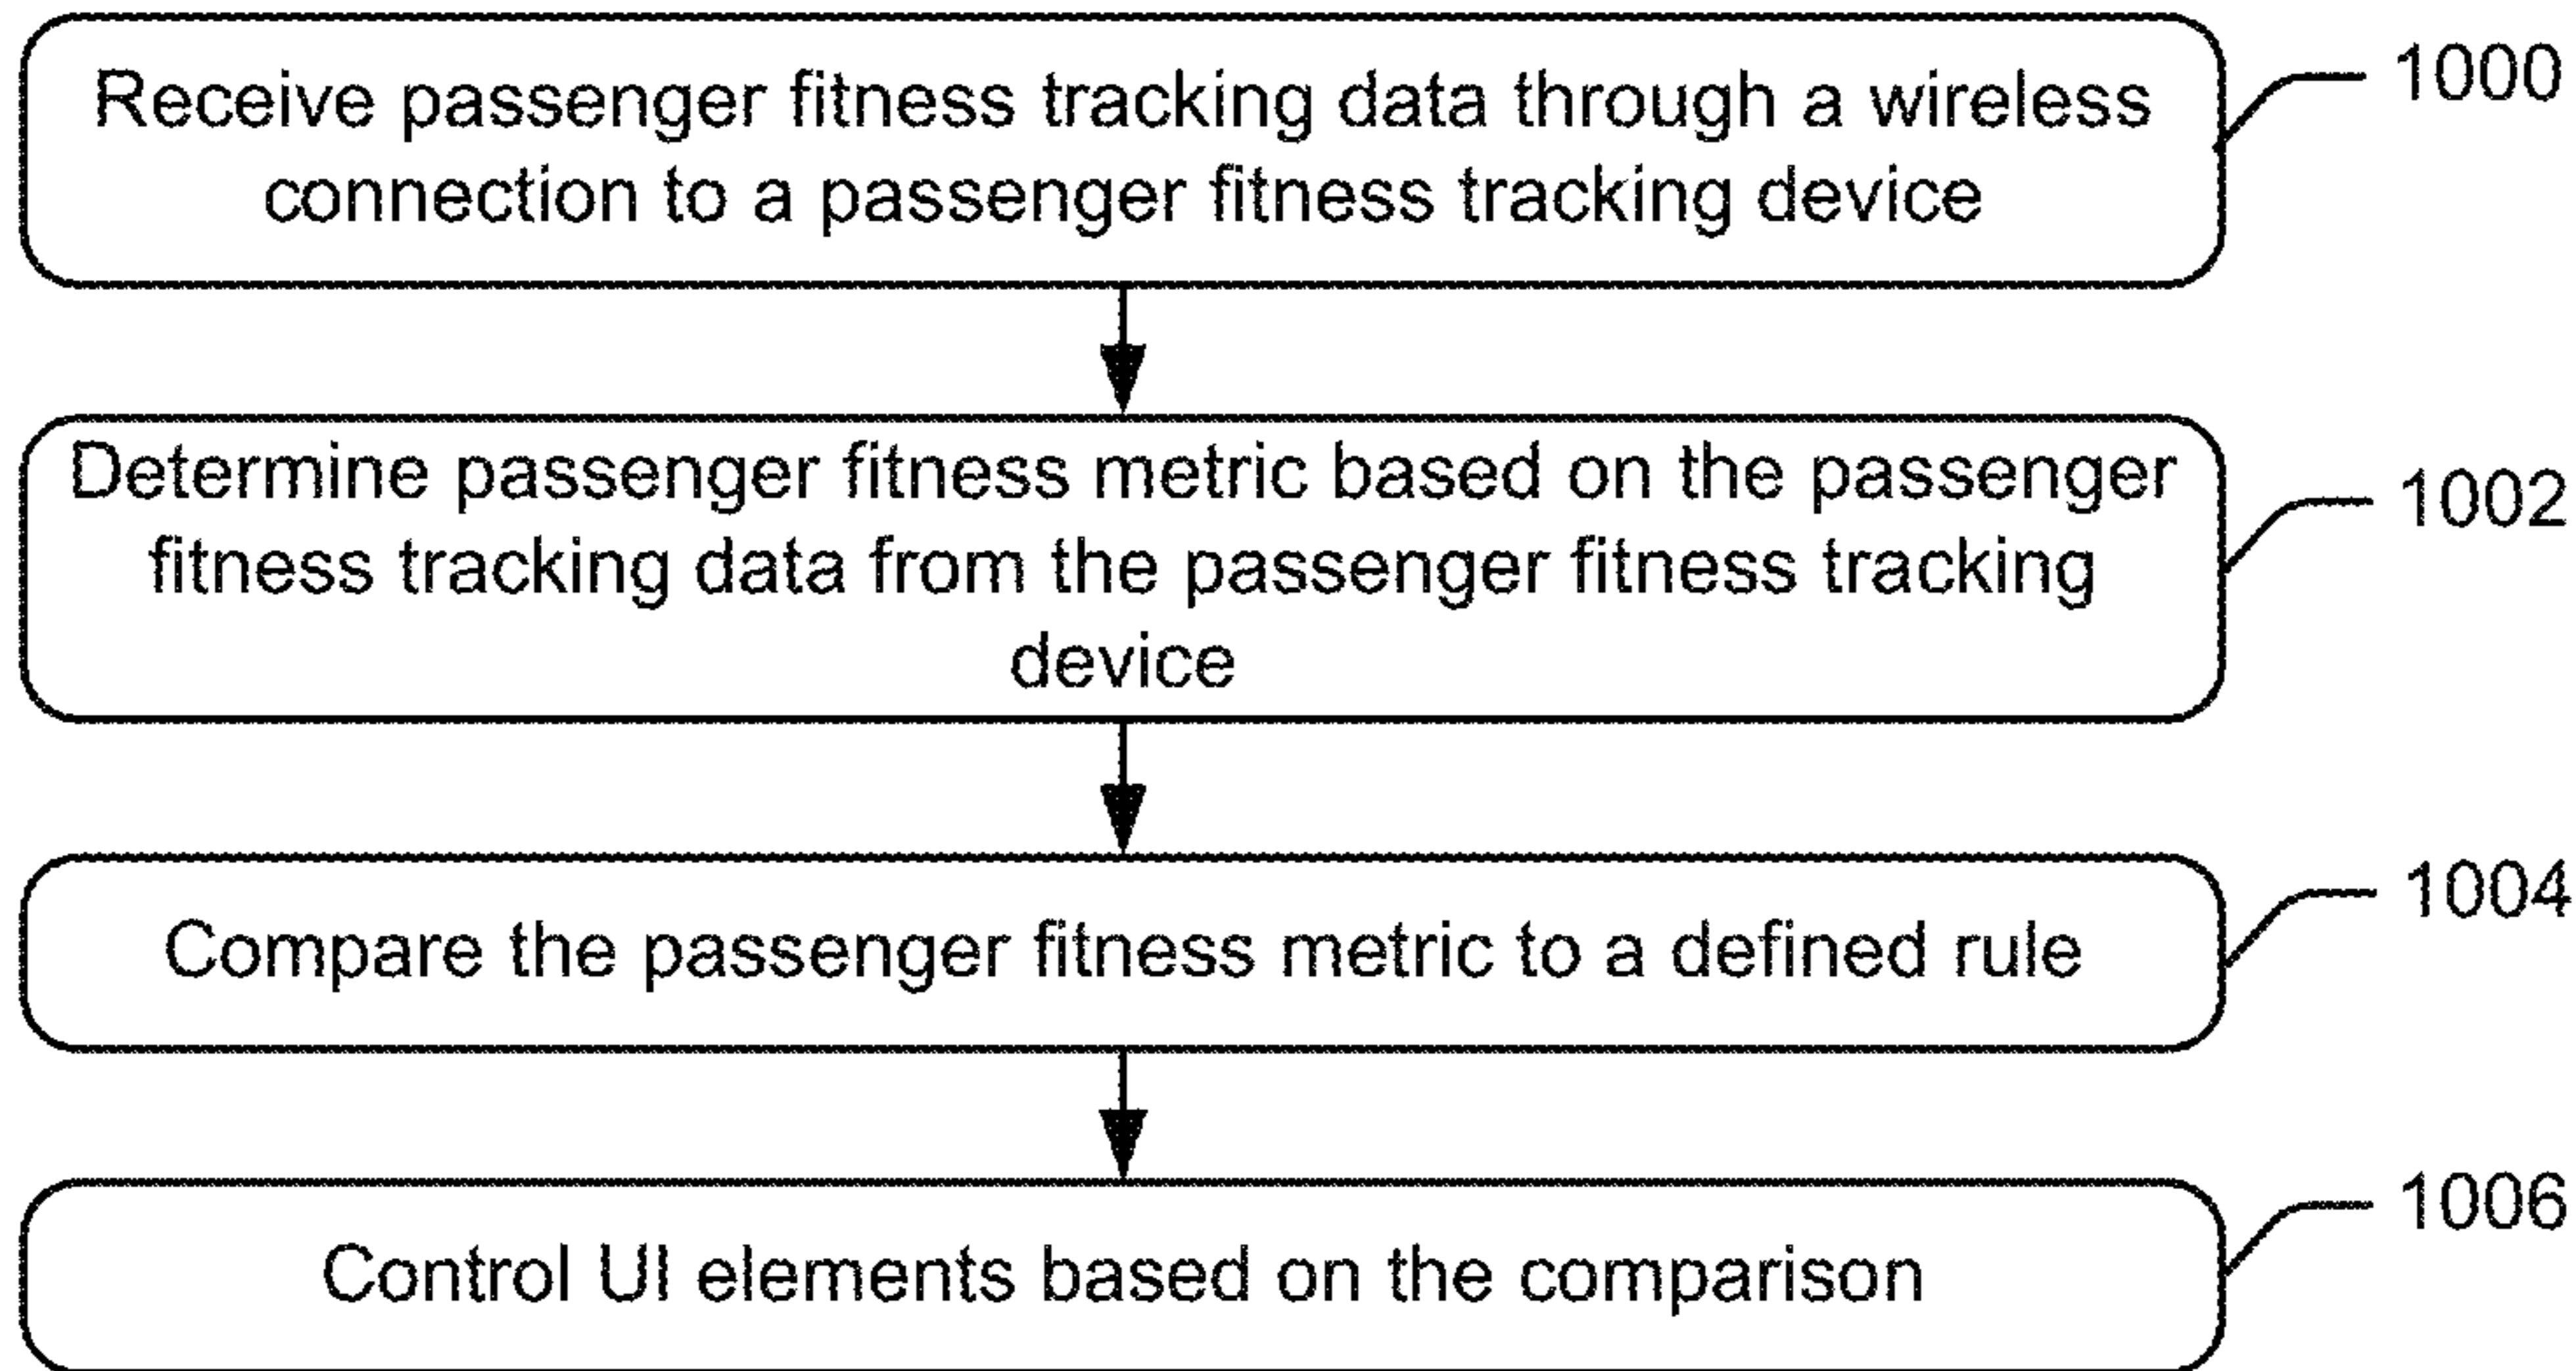 Receive passenger fitness tracking data through a wireless
connection to a passenger fitness tracking device
1000
Determine passenger fitness metric based on the passenger
fitness tracking data from the passenger fitness tracking
device
1002
Compare the passenger fitness metric to a defined rule
1004
Control UI elements based on the comparison
1006